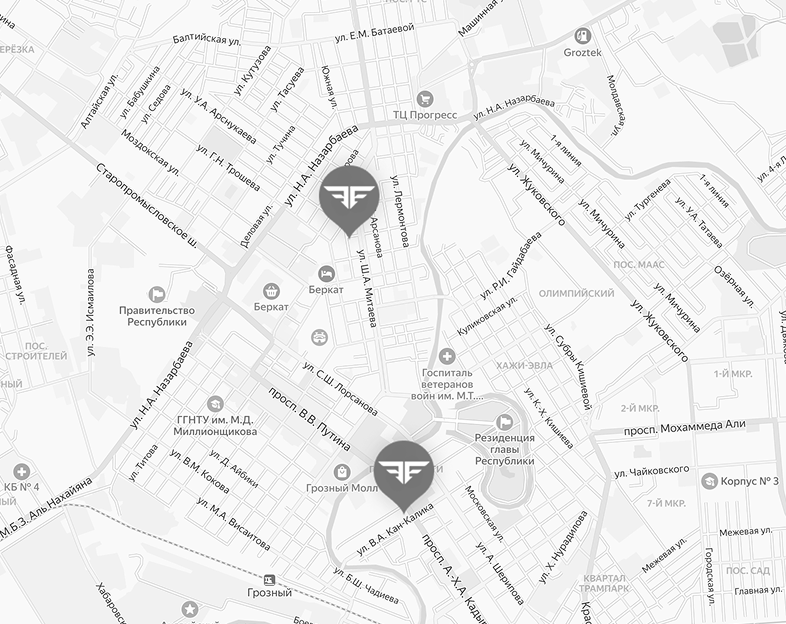 ЕРЁЗКА
Балтийская ул.
ул. Е.М. Батаевой
Машинная
Groztek
Алтайская ул.
ул. Бабушкина
ул. Седова
ул. Кутузова
ул. Тасуева
Южная ул.
ул. У.А. Арснукаева
ул. Тучина
ТЦ Прогресс
ул. Н.А. Назарбаева
Молдавская ул.
Моздокская ул.
ул. Г.Н. Трошева
ул. Н.А. Назарбаева
1-я линия
ул. Мичурина
ул. 4-я
Старопромысловское ш.
Деловая ул.
Арсанова
ул. Лермонтова
ул. Жуковского
ул. Мичурина
ул. Тургенева
1-я линия
ул. У.А. Татаева
Фасадная ул.
ул. Э.Э. Исмаилова
ул. Ш.А. Митаева
ул. Р.И. Гайдабаева
ПОС. МААС
Озёрная ул.
Беркат
Беркат
Правительство
Республики
ОЛИМПИЙСКИЙ
ул. Мичурина
Куликовская ул.
ул. Жуковского
ПОС.
СТРОИТЕЛЕЙ
ул. Н.А. Назарбаева
ул. С.Ш. Лорсанова
Госпиталь
ветеранов
войн им. М.Т....
ХАЖИ-ЭВЛА
ул. Субры Кишиевой
1-Й МКР.
НЫЙ
просп. В.В. Путина
ул. К.-Х. Кишиева
2-Й МКР.
ГГНТУ им. М.Д.
Миллионщикова
Резиденция
главы
Республики
просп. Мохаммеда Али
ул. Титова
ул. В.М. Кокова
ул. Д. Айбики
Грозный Молл
ул. Чайковского
КБ № 4
Корпус № 3
ул. М.А. Висаитова
Московская ул.
7-Й МКР.
М.Б.З. Аль Нахайяна
ул. В.А. Кан-Калика
просп. А.-Х.А. Кадыр
ул. А. Шерипова
ул. Х. Нурадилова
Межевая ул.
Межевая ул.
Городская ул.
ПОС. САД
Главная ул.
Грозный
ул. Б.Ш. Чадиева
КВАРТАЛ
ТРАМПАРК
Хабаровс
Крас